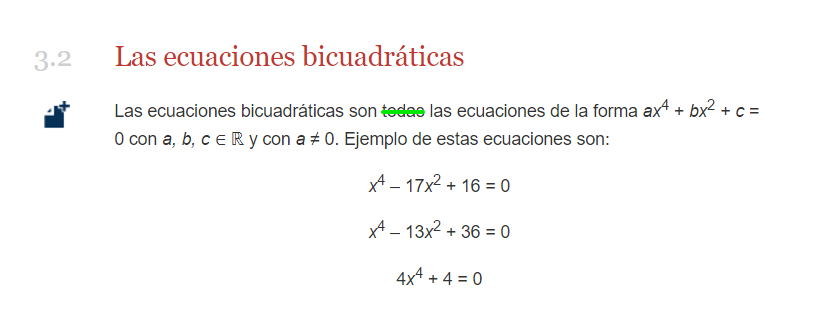 3.2 Las ecuaciones bicuadráticas
Las ecuaciones bicuadráticas son todas las ecuaciones de la forma ax⁴ + bx² + c =
0 con a, b, c ∈ ℝ y con a ≠ 0. Ejemplo de estas ecuaciones son:
x⁴ – 17x² + 16 = 0
x⁴ – 13x² + 36 = 0
4x⁴ + 4 = 0